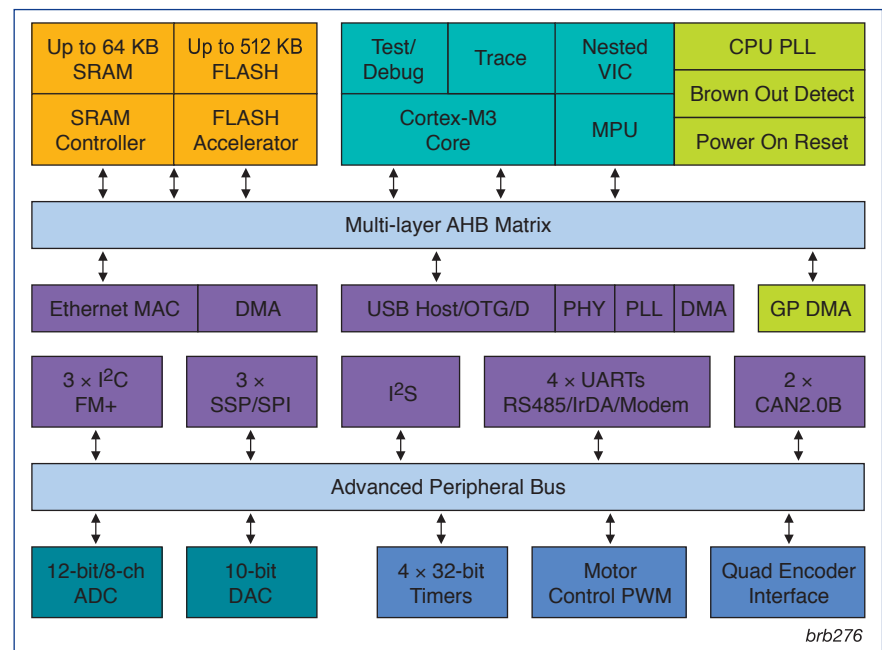 Up to 64 KB
SRAM
Up to 512 KB
FLASH
SRAM
Controller
FLASH
Accelerator
Test/
Debug
Trace
Nested
VIC
Cortex-M3
Core
MPU
CPU PLL
Brown Out Detect
Power On Reset
Multi-layer AHB Matrix
Ethernet MAC
DMA
USB Host/OTG/D
PHY
PLL
DMA
GP DMA
3 × I²C
FM+
3 ×
SSP/SPI
I²S
4 × UARTs
RS485/IrDA/Modem
2 ×
CAN2.0B
Advanced Peripheral Bus
12-bit/8-ch
ADC
10-bit
DAC
4 × 32-bit
Timers
Motor
Control PWM
Quad Encoder
Interface
brb276